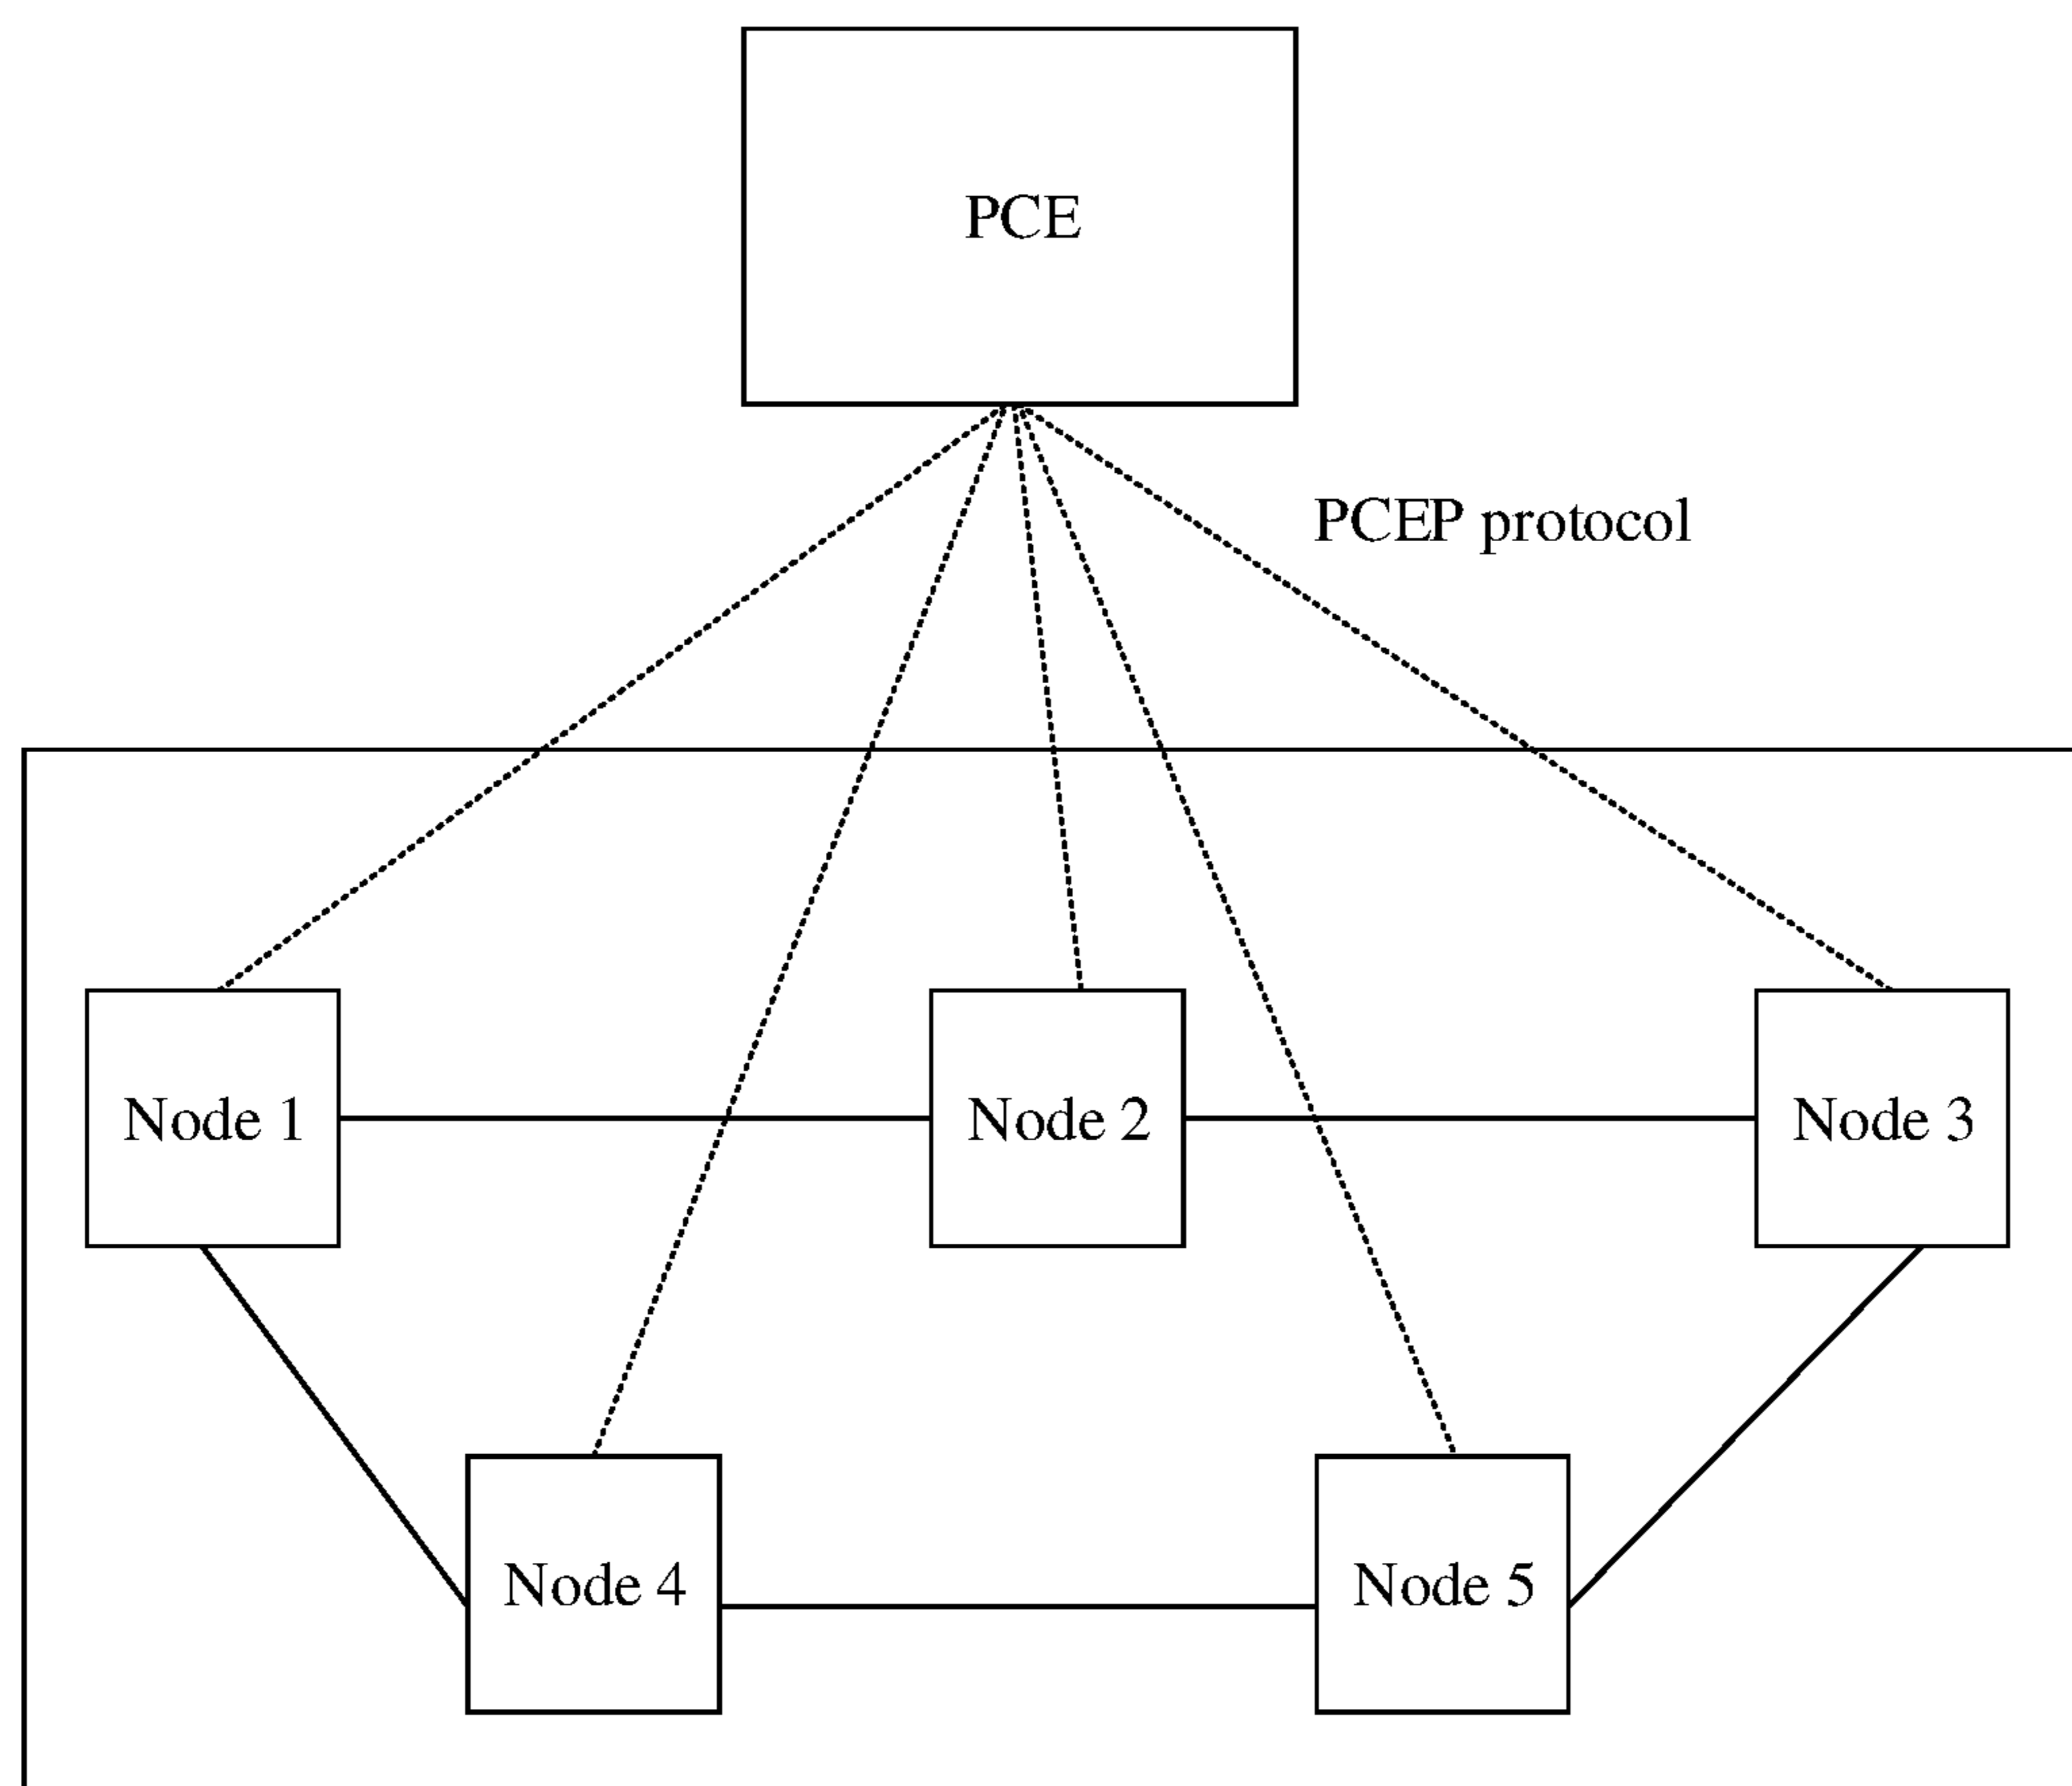 PCE
PCEP protocol
Node 1
Node 2
Node 3
Node 4
Node 5